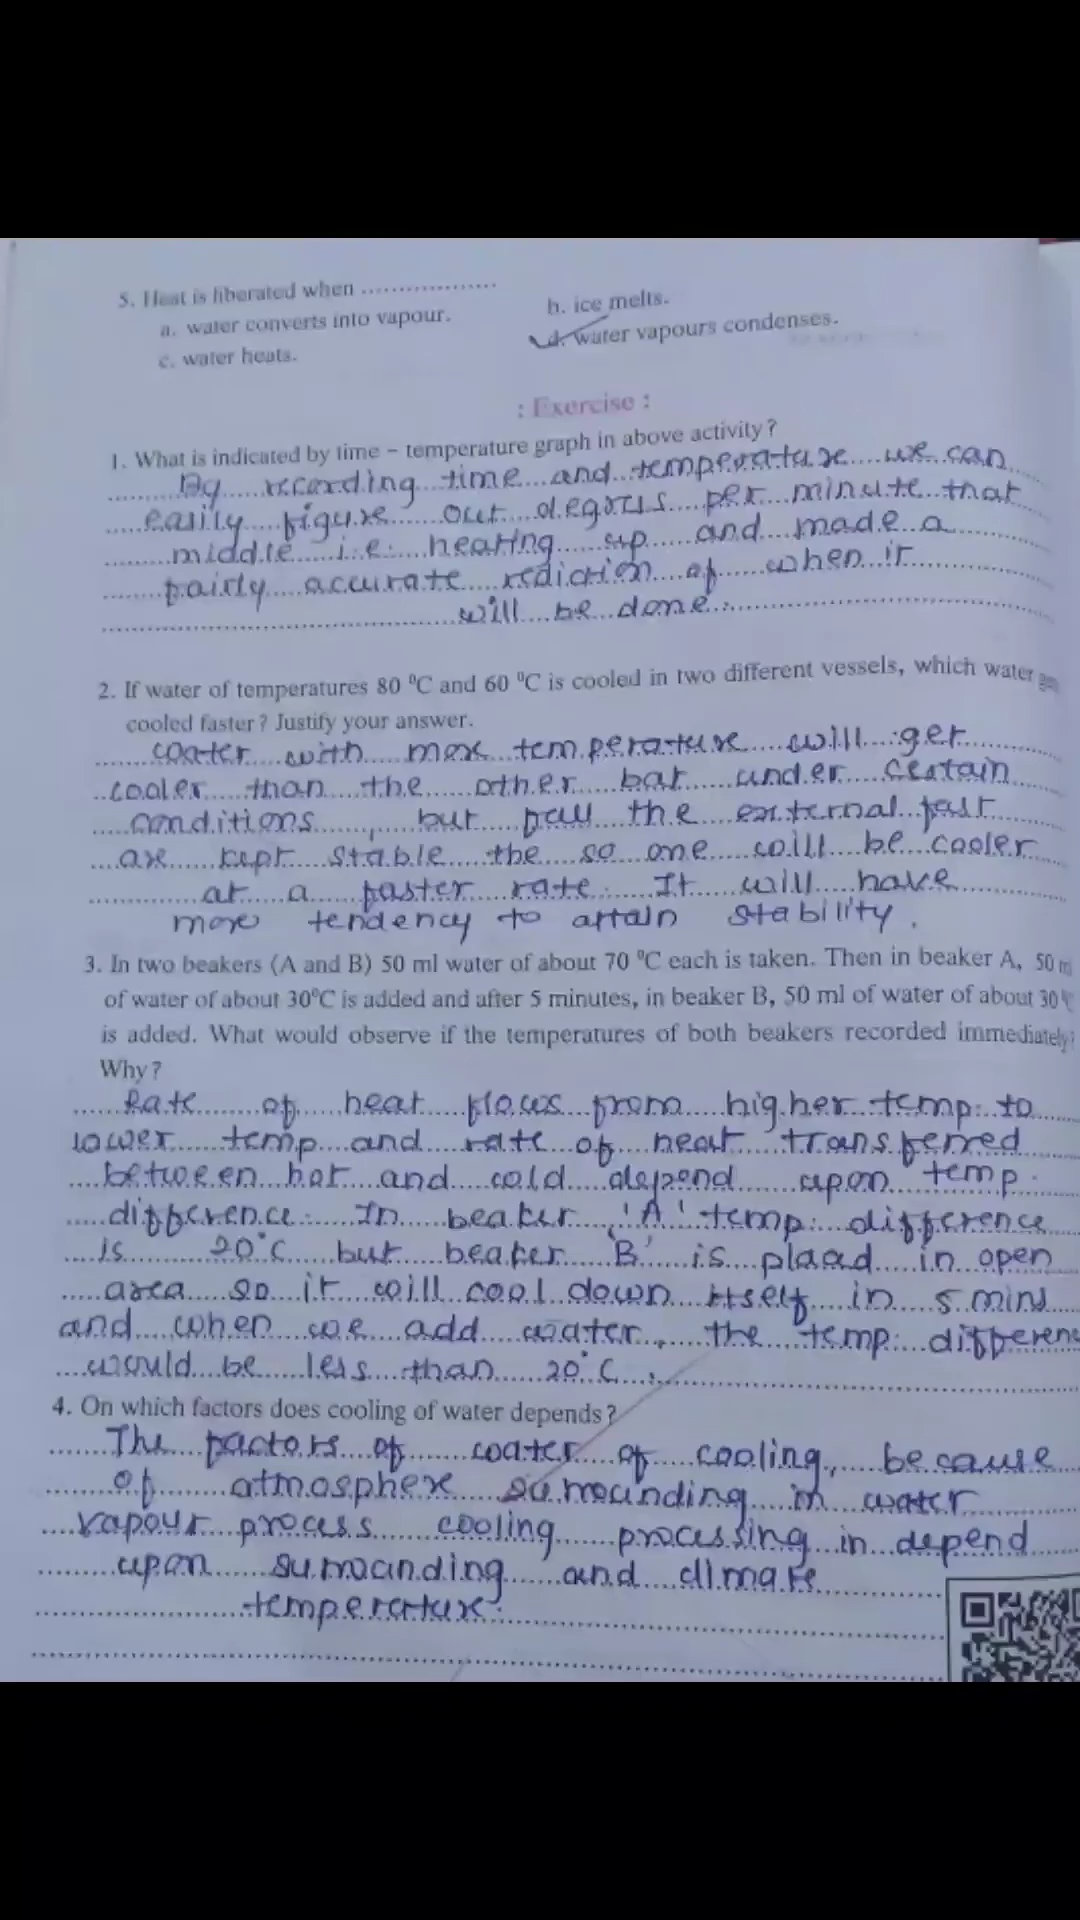 5. Heat is liberated when ..................
a. water converts into vapour.
b. ice melts.
c. water heats.
d. water vapours condenses.
: Exercise :
1. What is indicated by time – temperature graph in above activity?
By recording time and temperature we can
easily figure out degrees per minute that
middle i.e. heating up and made a
fairly accurate rediction of when it
will be done.
2. If water of temperatures 80 °C and 60 °C is cooled in two different vessels, which water
cooled faster? Justify your answer.
water with more temperature will get
cooler than the other bar under certain
conditions, but the external fast
are kept stable the so one will be cooler
at a faster rate. It will have
more tendency to attain stability.
3. In two beakers (A and B) 50 ml water of about 70 °C each is taken. Then in beaker A, 50 m
of water of about 30°C is added and after 5 minutes, in beaker B, 50 ml of water of about 30
is added. What would observe if the temperatures of both beakers recorded immediately?
Why?
Rate of heat flows from higher temp. to
lower temp and rate of heat transferred
between hot and cold depend upon temp.
difference. In beaker 'A' temp. difference
is 20°C but beaker 'B' is placed in open
area so it will cool down itself in 5 mins
and when we add water, the temp. differen
would be less than 20°C.
4. On which factors does cooling of water depends?
The factors of water of cooling, because
of atmosphere surrounding in water
vapour process cooling processing in depend
upon surrounding and climate
temperature.